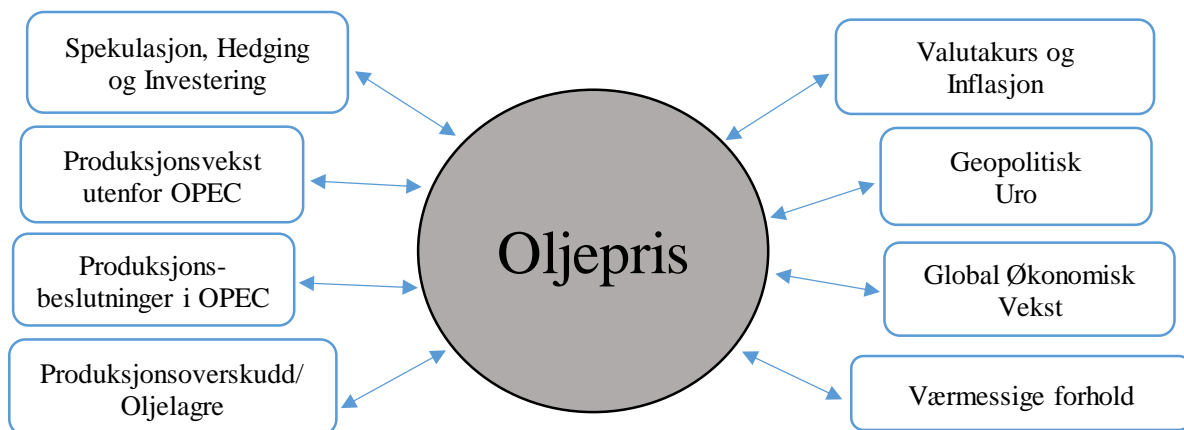 Spekulasjon, Hedging
og Investering
Produksjonsvekst
utenfor OPEC
Produksjons-
beslutninger i OPEC
Produksjonsoverskudd/
Oljelagre
Oljepris
Valutakurs og
Inflasjon
Geopolitisk
Uro
Global Økonomisk
Vekst
Værmessige forhold